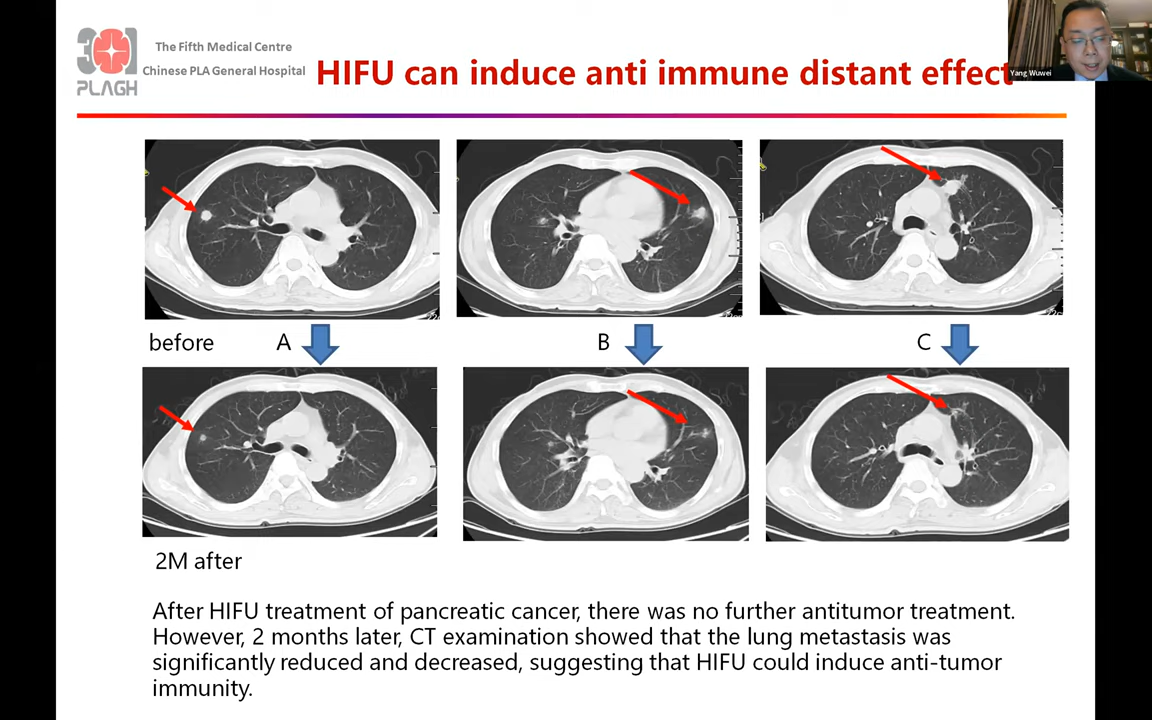 The Fifth Medical Centre
Chinese PLA General Hospital
301
PLAGH
HIFU can induce anti immune distant effect
Yang Wuwei
before
A
B
C
2M after
After HIFU treatment of pancreatic cancer, there was no further antitumor treatment.
However, 2 months later, CT examination showed that the lung metastasis was
significantly reduced and decreased, suggesting that HIFU could induce anti-tumor
immunity.